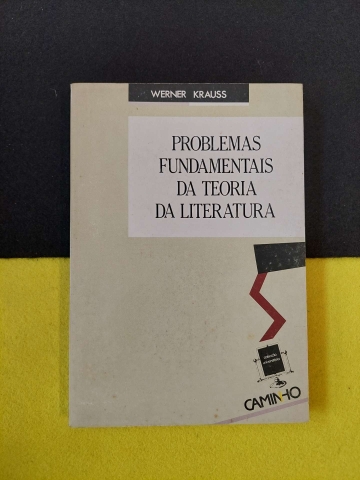 WERNER KRAUSS
PROBLEMAS
FUNDAMENTAIS
DA TEORIA
DA LITERATURA
CAMINHO